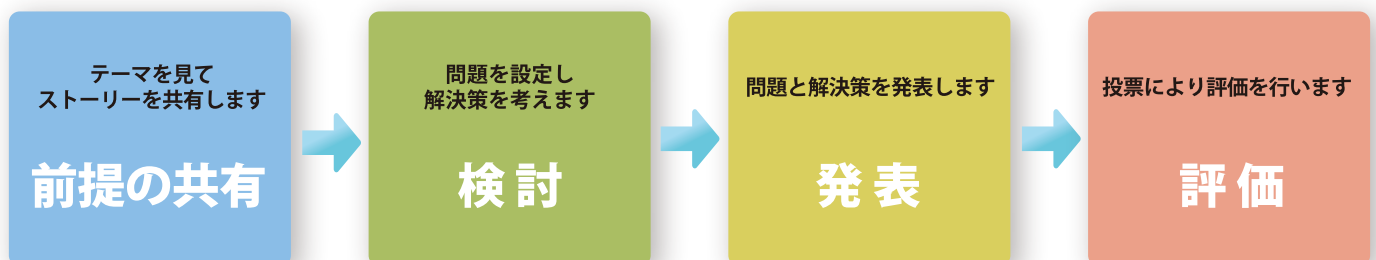 テーマを見て
ストーリーを共有します
前提の共有
問題を設定し
解決策を考えます
検討
問題と解決策を発表します
発表
投票により評価を行います
評価